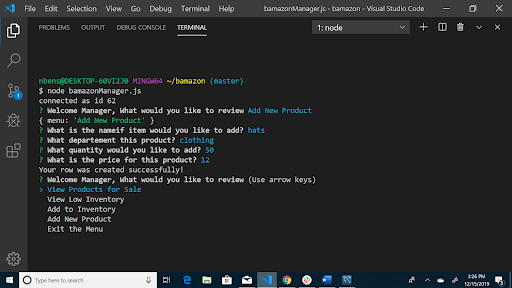 File Edit Selection View Go Debug Terminal Help bamazonManager.js - bamazon - Visual Studio Code
PROBLEMS OUTPUT DEBUG CONSOLE TERMINAL 1: node
nbens@DESKTOP-60VI2J0 MINGW64 ~/bamazon (master)
$ node bamazonManager.js
connected as id 62
? Welcome Manager, What would you like to review Add New Product
{ menu: 'Add New Product' }
? What is the nameif item would you like to add? hats
? What departement this product? clothing
? What quantity would you like to add? 50
? What is the price for this product? 12
Your row was created successfully!
? Welcome Manager, What would you like to review (Use arrow keys)
> View Products for Sale
View Low Inventory
Add to Inventory
Add New Product
Exit the Menu
1
Type here to search
3:26 PM
12/15/2019
3